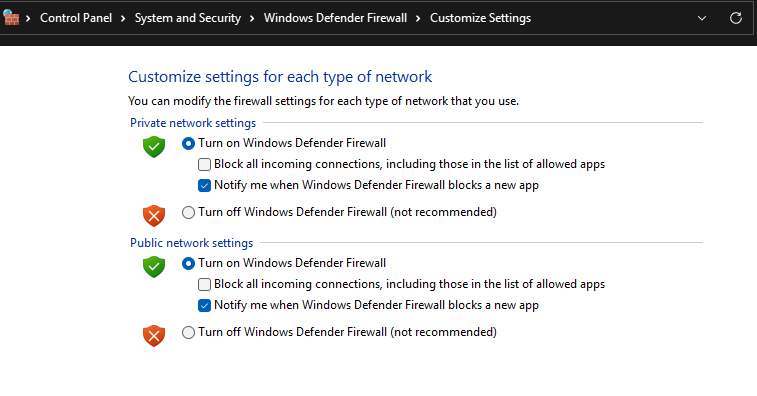 Control Panel > System and Security > Windows Defender Firewall > Customize Settings
Customize settings for each type of network
You can modify the firewall settings for each type of network that you use.
Private network settings
Turn on Windows Defender Firewall
Block all incoming connections, including those in the list of allowed apps
Notify me when Windows Defender Firewall blocks a new app
Turn off Windows Defender Firewall (not recommended)
Public network settings
Turn on Windows Defender Firewall
Block all incoming connections, including those in the list of allowed apps
Notify me when Windows Defender Firewall blocks a new app
Turn off Windows Defender Firewall (not recommended)